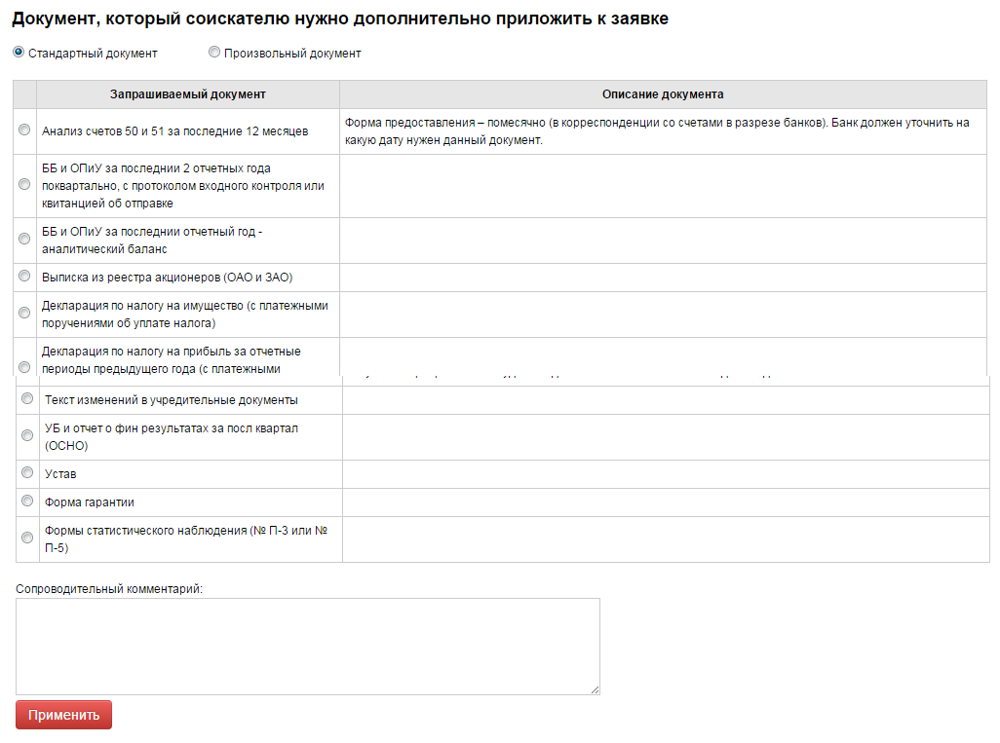 Документ, который соискателю нужно дополнительно приложить к заявке
Стандартный документ Произвольный документ
Запрашиваемый документ Описание документа
Анализ счетов 50 и 51 за последние 12 месяцев
Форма предоставления – помесячно (в корреспонденции со счетами в разрезе банков). Банк должен уточнить на
какую дату нужен данный документ.
ББ и ОПиУ за последнии 2 отчетных года
поквартально, с протоколом входного контроля или
квитанцией об отправке
ББ и ОПиУ за последнии отчетный год -
аналитический баланс
Выписка из реестра акционеров (ОАО и ЗАО)
Декларация по налогу на имущество (с платежными
поручениями об уплате налога)
Декларация по налогу на прибыль за отчетные
периоды предыдущего года (с платежными
Текст изменений в учредительные документы
УБ и отчет о фин результатах за посл квартал
(ОСНО)
Устав
Форма гарантии
Формы статистического наблюдения (№ П-3 или №
П-5)
Сопроводительный комментарий:
Применить